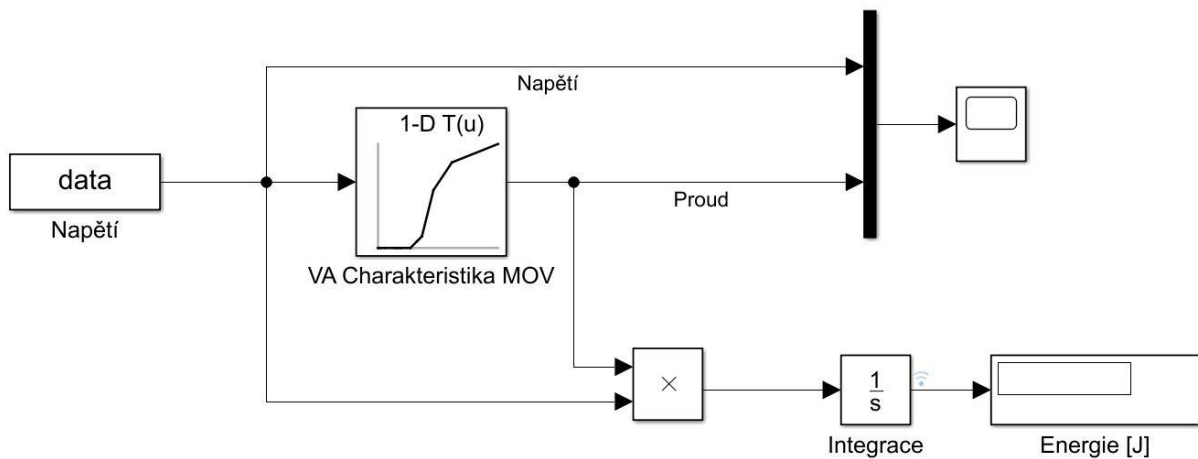 Napětí
1-D T(u)
data
Napětí
Proud
VA Charakteristika MOV
×
1
s
Integrace
Energie [J]